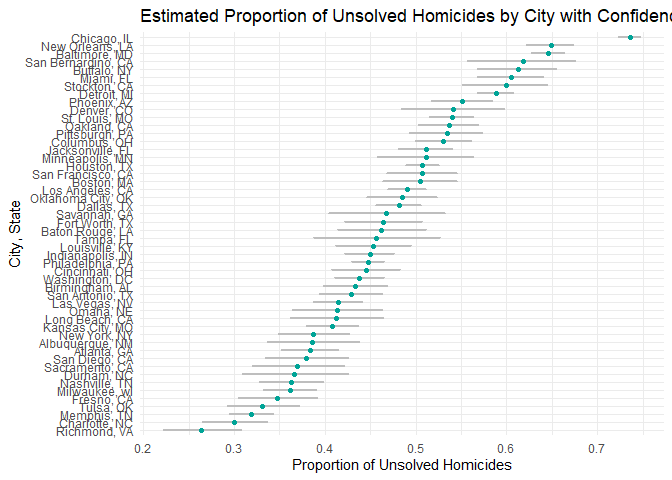 Estimated Proportion of Unsolved Homicides by City with Confidenc
Chicago, IL
New Orleans, LA
Baltimore, MD
San Bernardino, CA
Buffalo, NY
Miami, FL
Stockton, CA
Detroit, MI
Phoenix, AZ
Denver, CO
St. Louis, MO
Oakland, CA
Pittsburgh, PA
Columbus, OH
Jacksonville, FL
Minneapolis, MN
Houston, TX
San Francisco, CA
Boston, MA
Los Angeles, CA
Oklahoma City, OK
Dallas, TX
Savannah, GA
Fort Worth, TX
Baton Rouge, LA
Tampa, FL
Louisville, KY
Indianapolis, IN
Philadelphia, PA
Cincinnati, OH
Washington, DC
Birmingham, AL
San Antonio, TX
Las Vegas, NV
Omaha, NE
Long Beach, CA
Kansas City, MO
New York, NY
Albuquerque, NM
Atlanta, GA
San Diego, CA
Sacramento, CA
Durham, NC
Nashville, TN
Milwaukee, wI
Fresno, CA
Tulsa, OK
Memphis, TN
Charlotte, NC
Richmond, VA
City, State
0.2 0.3 0.4 0.5 0.6 0.7
Proportion of Unsolved Homicides